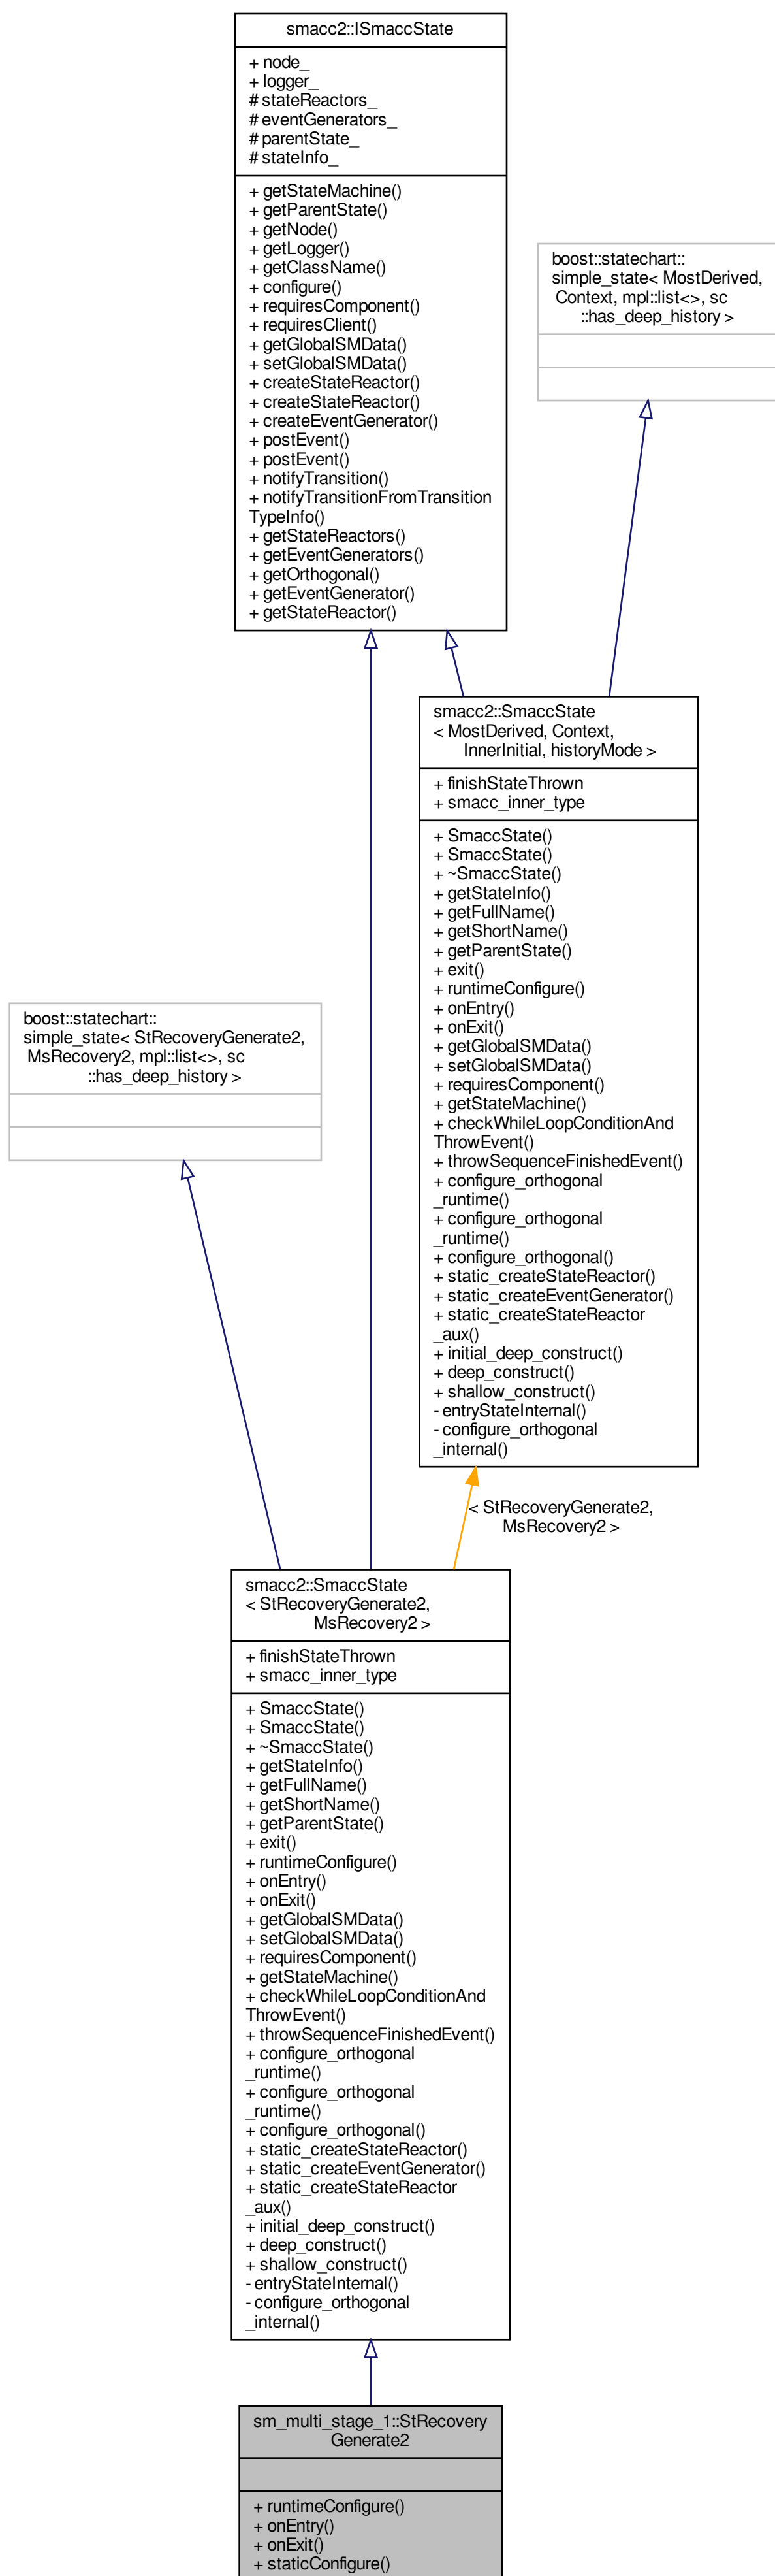 smacc2::ISmaccState
+ node_
+ logger_
# stateReactors_
# eventGenerators_
# parentState_
# stateInfo_
+ getStateMachine()
+ getParentState()
+ getNode()
+ getLogger()
+ getClassName()
+ configure()
+ requiresComponent()
+ requiresClient()
+ getGlobalSMData()
+ setGlobalSMData()
+ createStateReactor()
+ createStateReactor()
+ createEventGenerator()
+ postEvent()
+ postEvent()
+ notifyTransition()
+ notifyTransitionFromTransition
TypeInfo()
+ getStateReactors()
+ getEventGenerators()
+ getOrthogonal()
+ getEventGenerator()
+ getStateReactor()
boost::statechart::
simple_state< MostDerived,
Context, mpl::list<>, sc
::has_deep_history >
smacc2::SmaccState
< MostDerived, Context,
InnerInitial, historyMode >
+ finishStateThrown
+ smacc_inner_type
+ SmaccState()
+ SmaccState()
+ ~SmaccState()
+ getStateInfo()
+ getFullName()
+ getShortName()
+ getParentState()
+ exit()
+ runtimeConfigure()
+ onEntry()
+ onExit()
+ getGlobalSMData()
+ setGlobalSMData()
+ requiresComponent()
+ getStateMachine()
+ checkWhileLoopConditionAnd
ThrowEvent()
+ throwSequenceFinishedEvent()
+ configure_orthogonal
_runtime()
+ configure_orthogonal
_runtime()
+ configure_orthogonal()
+ static_createStateReactor()
+ static_createEventGenerator()
+ static_createStateReactor
_aux()
+ initial_deep_construct()
+ deep_construct()
+ shallow_construct()
- entryStateInternal()
- configure_orthogonal
_internal()
boost::statechart::
simple_state< StRecoveryGenerate2,
MsRecovery2, mpl::list<>, sc
::has_deep_history >
< StRecoveryGenerate2,
MsRecovery2 >
smacc2::SmaccState
< StRecoveryGenerate2,
MsRecovery2 >
+ finishStateThrown
+ smacc_inner_type
+ SmaccState()
+ SmaccState()
+ ~SmaccState()
+ getStateInfo()
+ getFullName()
+ getShortName()
+ getParentState()
+ exit()
+ runtimeConfigure()
+ onEntry()
+ onExit()
+ getGlobalSMData()
+ setGlobalSMData()
+ requiresComponent()
+ getStateMachine()
+ checkWhileLoopConditionAnd
ThrowEvent()
+ throwSequenceFinishedEvent()
+ configure_orthogonal
_runtime()
+ configure_orthogonal
_runtime()
+ configure_orthogonal()
+ static_createStateReactor()
+ static_createEventGenerator()
+ static_createStateReactor
_aux()
+ initial_deep_construct()
+ deep_construct()
+ shallow_construct()
- entryStateInternal()
- configure_orthogonal
_internal()
sm_multi_stage_1::StRecovery
Generate2
+ runtimeConfigure()
+ onEntry()
+ onExit()
+ staticConfigure()